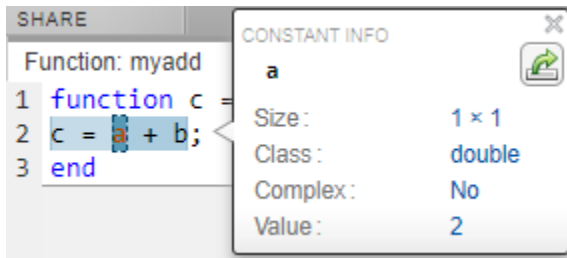 SHARE
Function: myadd
1 function c =
2 c = a + b;
3 end
CONSTANT INFO
a
Size: 1 × 1
Class: double
Complex: No
Value: 2